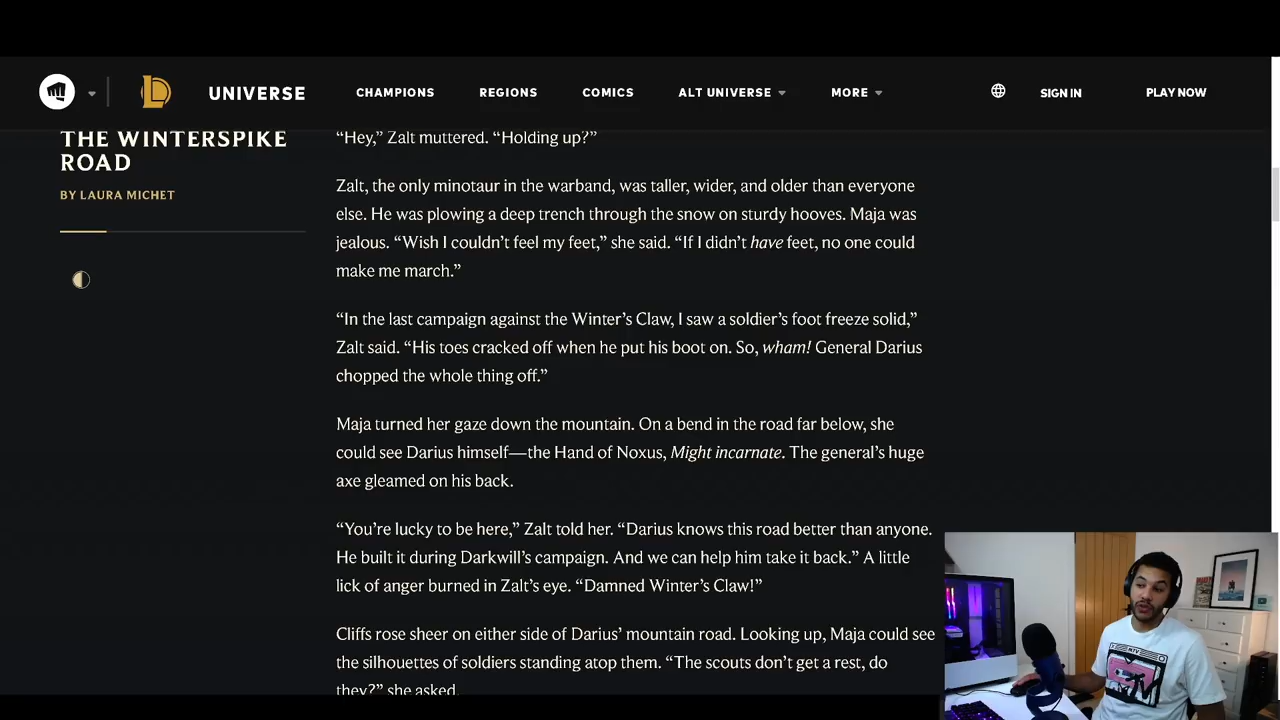 UNIVERSE
CHAMPIONS
REGIONS
COMICS
ALT UNIVERSE
MORE
SIGN IN
PLAY NOW
THE WINTERSPIKE
ROAD
BY LAURA MICHET
“Hey,” Zalt muttered. “Holding up?”
Zalt, the only minotaur in the warband, was taller, wider, and older than everyone
else. He was plowing a deep trench through the snow on sturdy hooves. Maja was
jealous. “Wish I couldn’t feel my feet,” she said. “If I didn’t have feet, no one could
make me march.”
“In the last campaign against the Winter’s Claw, I saw a soldier’s foot freeze solid,”
Zalt said. “His toes cracked off when he put his boot on. So, wham! General Darius
chopped the whole thing off.”
Maja turned her gaze down the mountain. On a bend in the road far below, she
could see Darius himself—the Hand of Noxus, Might incarnate. The general’s huge
axe gleamed on his back.
“You’re lucky to be here,” Zalt told her. “Darius knows this road better than anyone.
He built it during Darkwill’s campaign. And we can help him take it back.” A little
lick of anger burned in Zalt’s eye. “Damned Winter’s Claw!”
Cliffs rose sheer on either side of Darius’ mountain road. Looking up, Maja could see
the silhouettes of soldiers standing atop them. “The scouts don’t get a rest, do
they?” she asked.